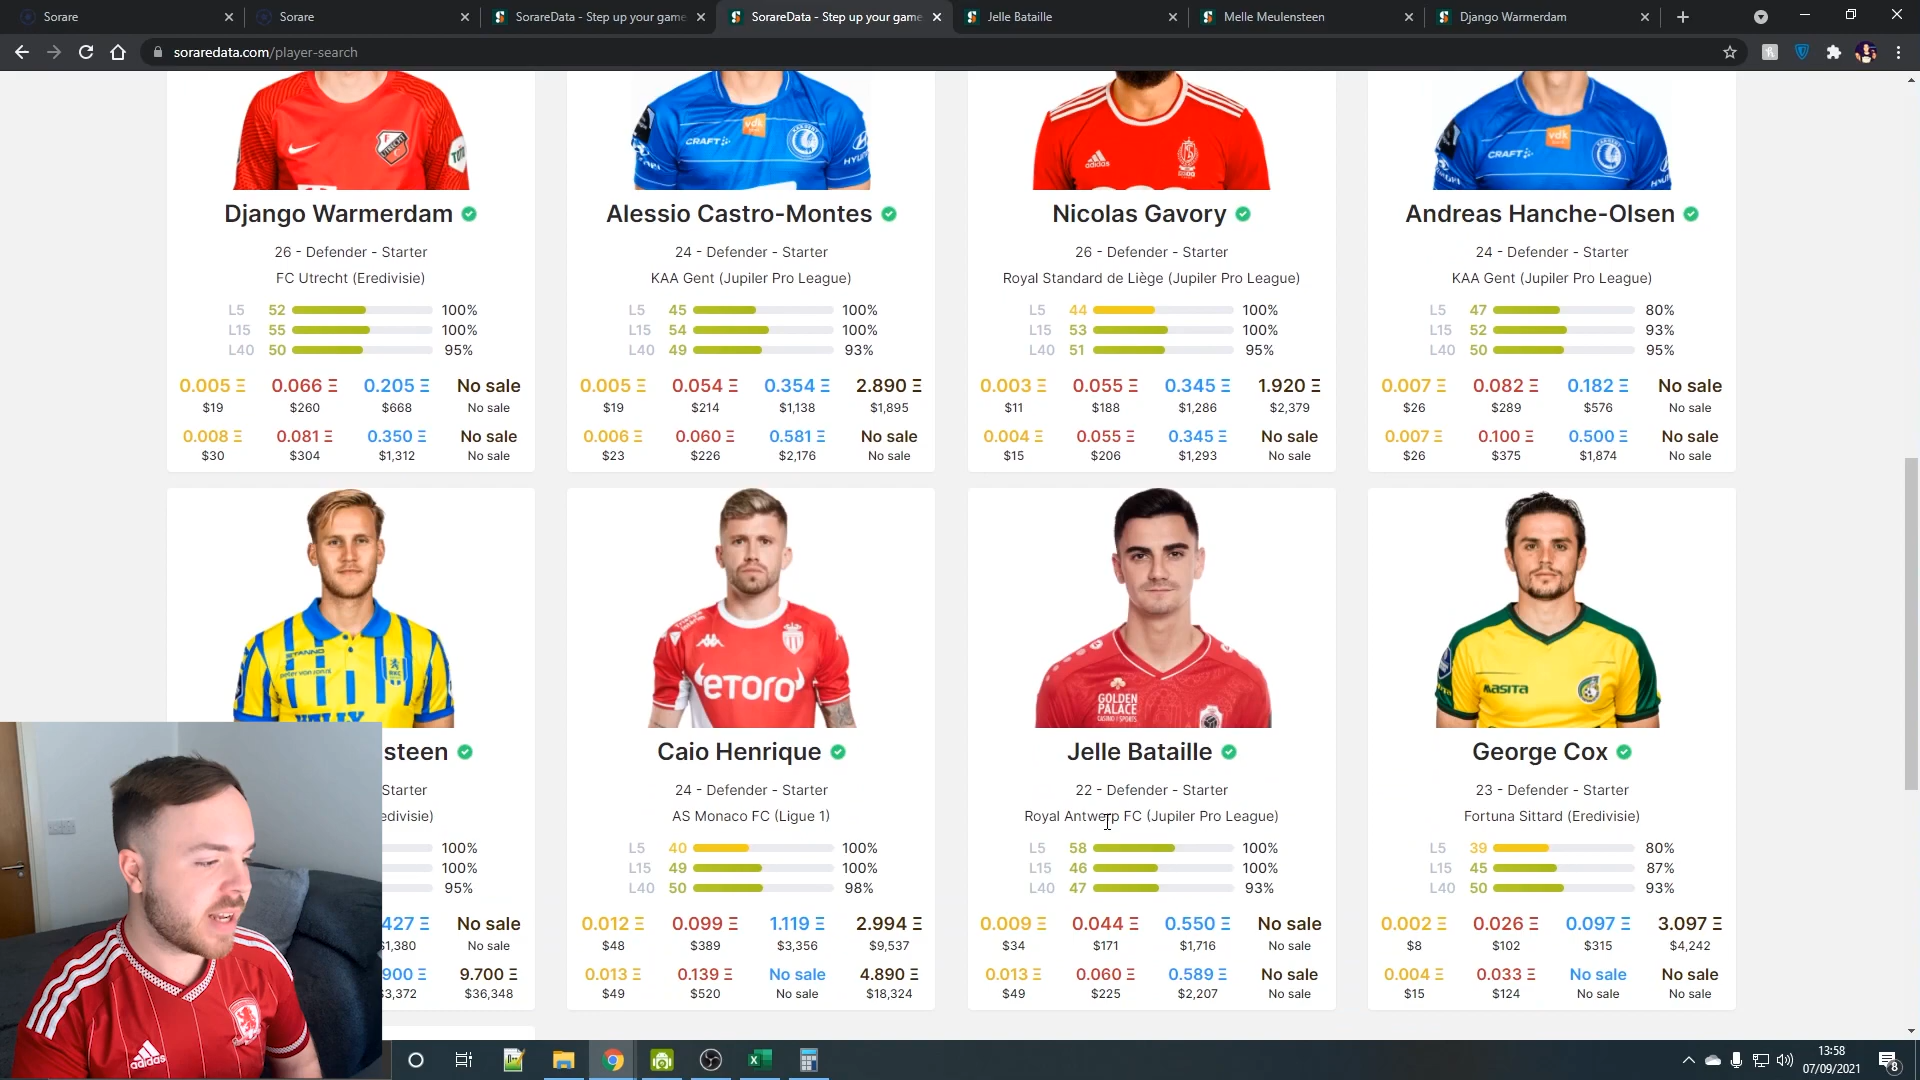 Sorare
Sorare
SorareData - Step up your game
SorareData - Step up your game
Jelle Bataille
Melle Meulensteen
Django Warmerdam
soraredata.com/player-search
Django Warmerdam
26 - Defender - Starter
FC Utrecht (Eredivisie)
L5 52 100%
L15 55 100%
L40 50 95%
0.005 Ξ 0.066 Ξ 0.205 Ξ No sale
$19 $260 $668 No sale
0.008 Ξ 0.081 Ξ 0.350 Ξ No sale
$30 $304 $1,312 No sale
CRAFT
vdk
Alessio Castro-Montes
24 - Defender - Starter
KAA Gent (Jupiler Pro League)
L5 45 100%
L15 54 100%
L40 49 93%
0.005 Ξ 0.054 Ξ 0.354 Ξ 2.890 Ξ
$19 $214 $1,138 $1,895
0.006 Ξ 0.060 Ξ 0.581 Ξ No sale
$23 $226 $2,176 No sale
adidas
Nicolas Gavory
26 - Defender - Starter
Royal Standard de Liège (Jupiler Pro League)
L5 44 100%
L15 53 100%
L40 51 95%
0.003 Ξ 0.055 Ξ 0.345 Ξ 1.920 Ξ
$11 $188 $1,286 $2,379
0.004 Ξ 0.055 Ξ 0.345 Ξ No sale
$15 $206 $1,293 No sale
CRAFT
vdk
Andreas Hanche-Olsen
24 - Defender - Starter
KAA Gent (Jupiler Pro League)
L5 47 80%
L15 52 93%
L40 50 95%
0.007 Ξ 0.082 Ξ 0.182 Ξ No sale
$26 $289 $576 No sale
0.007 Ξ 0.100 Ξ 0.500 Ξ No sale
$26 $375 $1,874 No sale
STANNO
steen
Starter
edivisie)
100%
100%
95%
427 Ξ No sale
$1,380 No sale
900 Ξ 9.700 Ξ
$3,372 $36,348
eTORO
Caio Henrique
24 - Defender - Starter
AS Monaco FC (Ligue 1)
L5 40 100%
L15 49 100%
L40 50 98%
0.012 Ξ 0.099 Ξ 1.119 Ξ 2.994 Ξ
$48 $389 $3,356 $9,537
0.013 Ξ 0.139 Ξ No sale 4.890 Ξ
$49 $520 No sale $18,324
GOLDEN
PALACE
Jelle Bataille
22 - Defender - Starter
Royal Antwerp FC (Jupiler Pro League)
L5 58 100%
L15 46 100%
L40 47 93%
0.009 Ξ 0.044 Ξ 0.550 Ξ No sale
$34 $171 $1,716 No sale
0.013 Ξ 0.060 Ξ 0.589 Ξ No sale
$49 $225 $2,207 No sale
MASITA
George Cox
23 - Defender - Starter
Fortuna Sittard (Eredivisie)
L5 39 80%
L15 45 87%
L40 50 93%
0.002 Ξ 0.026 Ξ 0.097 Ξ 3.097 Ξ
$8 $102 $315 $4,242
0.004 Ξ 0.033 Ξ No sale No sale
$15 $124 No sale No sale
adidas
13:58
07/09/2021
8